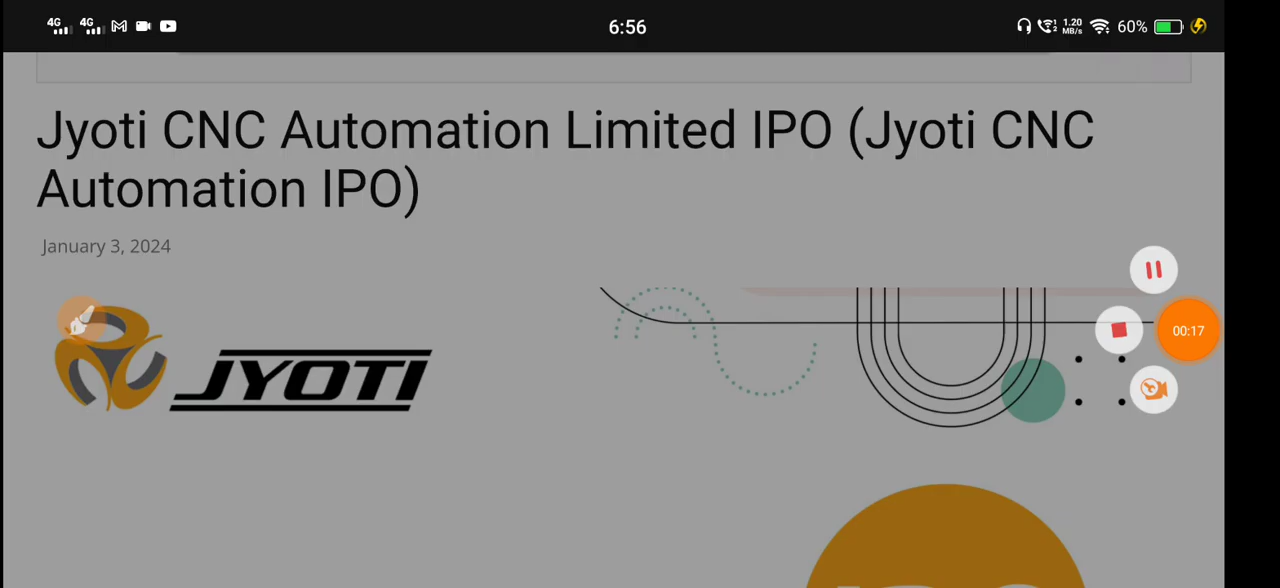 4G 4G 6:56 1.20 MB/s 60%
Jyoti CNC Automation Limited IPO (Jyoti CNC
Automation IPO)
January 3, 2024
00:17
JYOTI